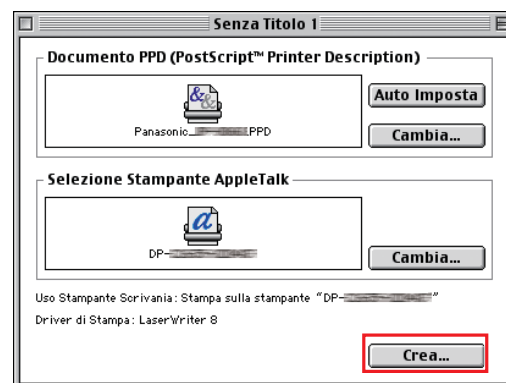 Senza Titolo 1
Documento PPD (PostScript™ Printer Description)
Auto Imposta
Panasonic_ .PPD
Cambia...
Selezione Stampante AppleTalk
DP-
Cambia...
Uso Stampante Scrivania: Stampa sulla stampante "DP- "
Driver di Stampa: LaserWriter 8
Crea...